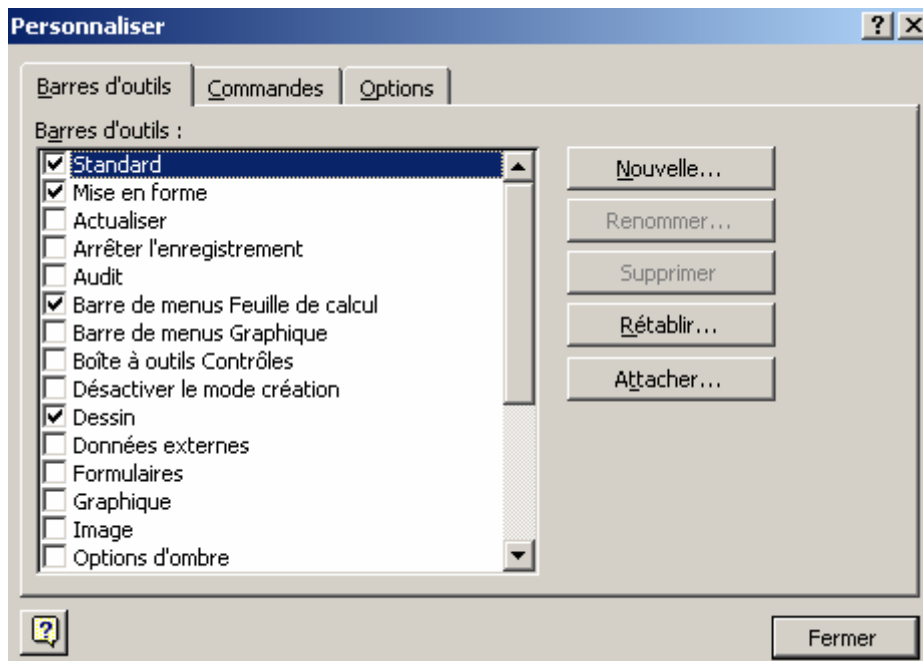 Personnaliser
Barres d'outils
Commandes
Options
Barres d'outils :
Standard
Mise en forme
Actualiser
Arrêter l'enregistrement
Audit
Barre de menus Feuille de calcul
Barre de menus Graphique
Boîte à outils Contrôles
Désactiver le mode création
Dessin
Données externes
Formulaires
Graphique
Image
Options d'ombre
Nouvelle...
Renommer...
Supprimer
Rétablir...
Attacher...
Fermer